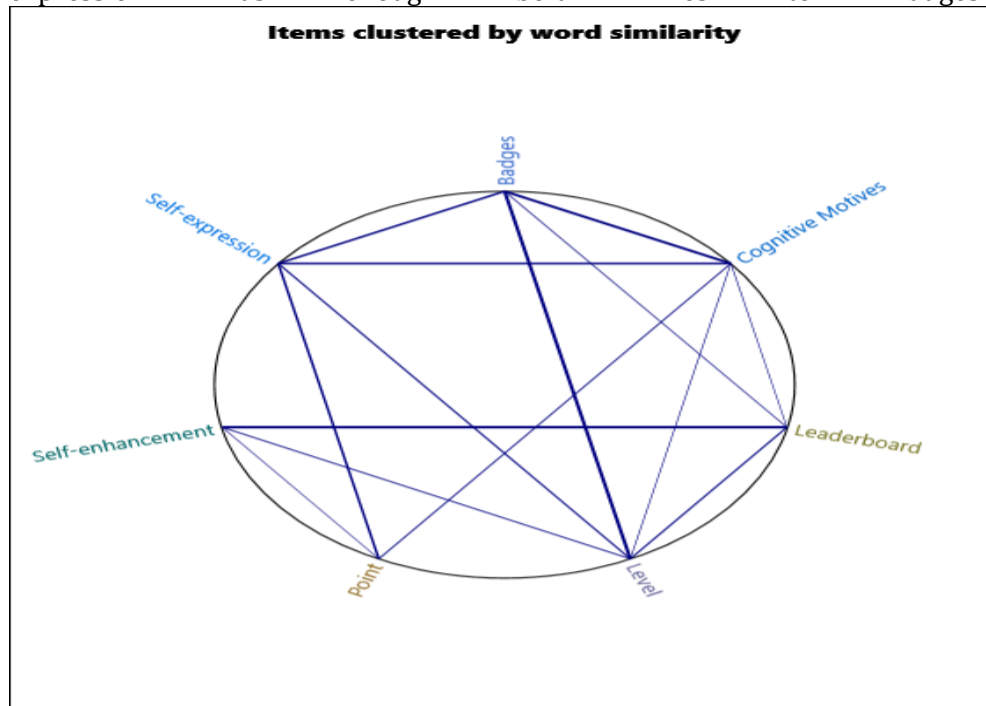 Items clustered by word similarity
Badges
Self-expression
Cognitive Motives
Self-enhancement
Leaderboard
Point
Level